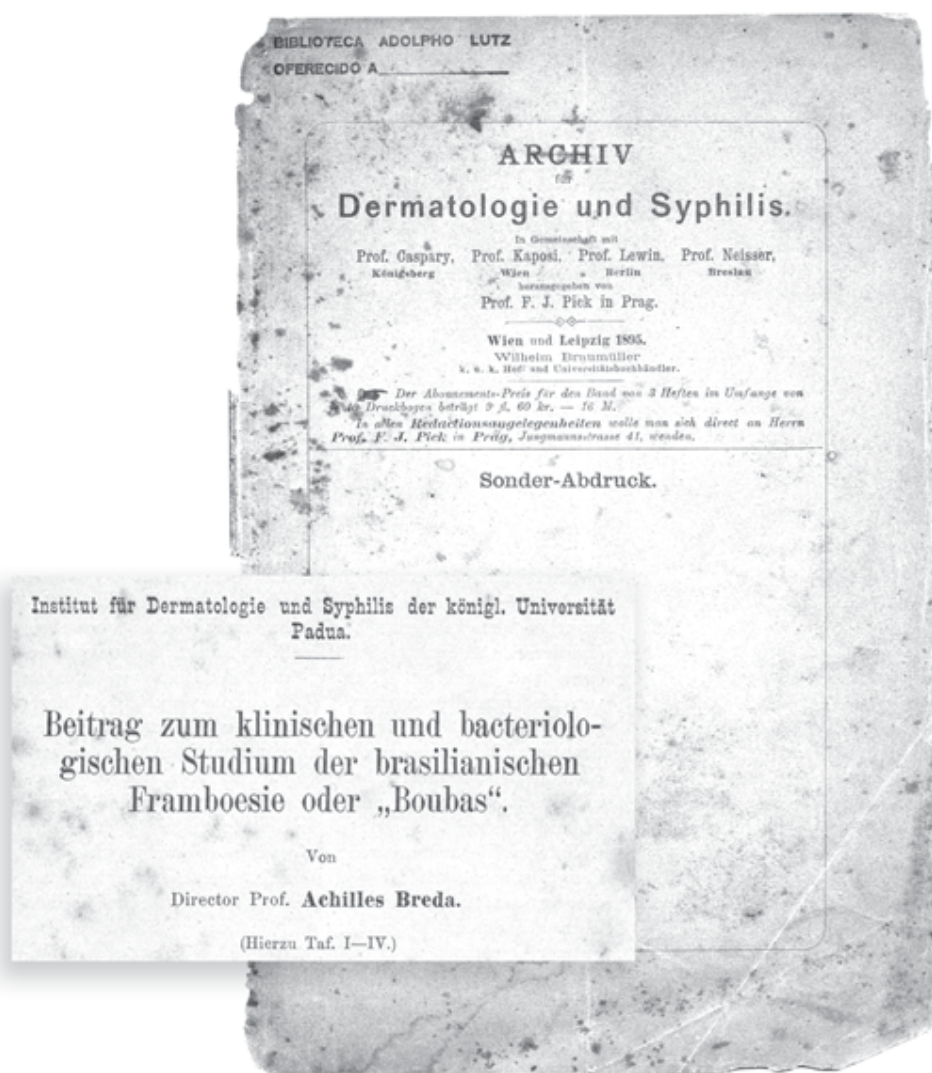 BIBLIOTECA ADOLPHO LUTZ
OFERECIDO A
ARCHIV
für
Dermatologie und Syphilis.
In Gemeinschaft mit
Prof. Caspary, Prof. Kaposi, Prof. Lewin, Prof. Neisser,
Königsberg Wien Berlin Breslau
herausgegeben von
Prof. F. J. Pick in Prag.
Wien und Leipzig 1895.
Wilhelm Braumüller
k. u. k. Hof- und Universitätsbuchhändler.
Der Abonnements-Preis für den Band von 3 Heften im Umfange von
Druckbogen beträgt 9 fl. 60 kr. — 16 M.
In allen Redactionsangelegenheiten wolle man sich direct an Herrn
Prof. F. J. Pick in Prag, Jungmannstrasse 41, wenden.
Sonder-Abdruck.
Institut für Dermatologie und Syphilis der königl. Universität
Padua.
Beitrag zum klinischen und bacteriolo-
gischen Studium der brasilianischen
Framboesie oder „Boubas“.
Von
Director Prof. Achilles Breda.
(Hierzu Taf. I—IV.)